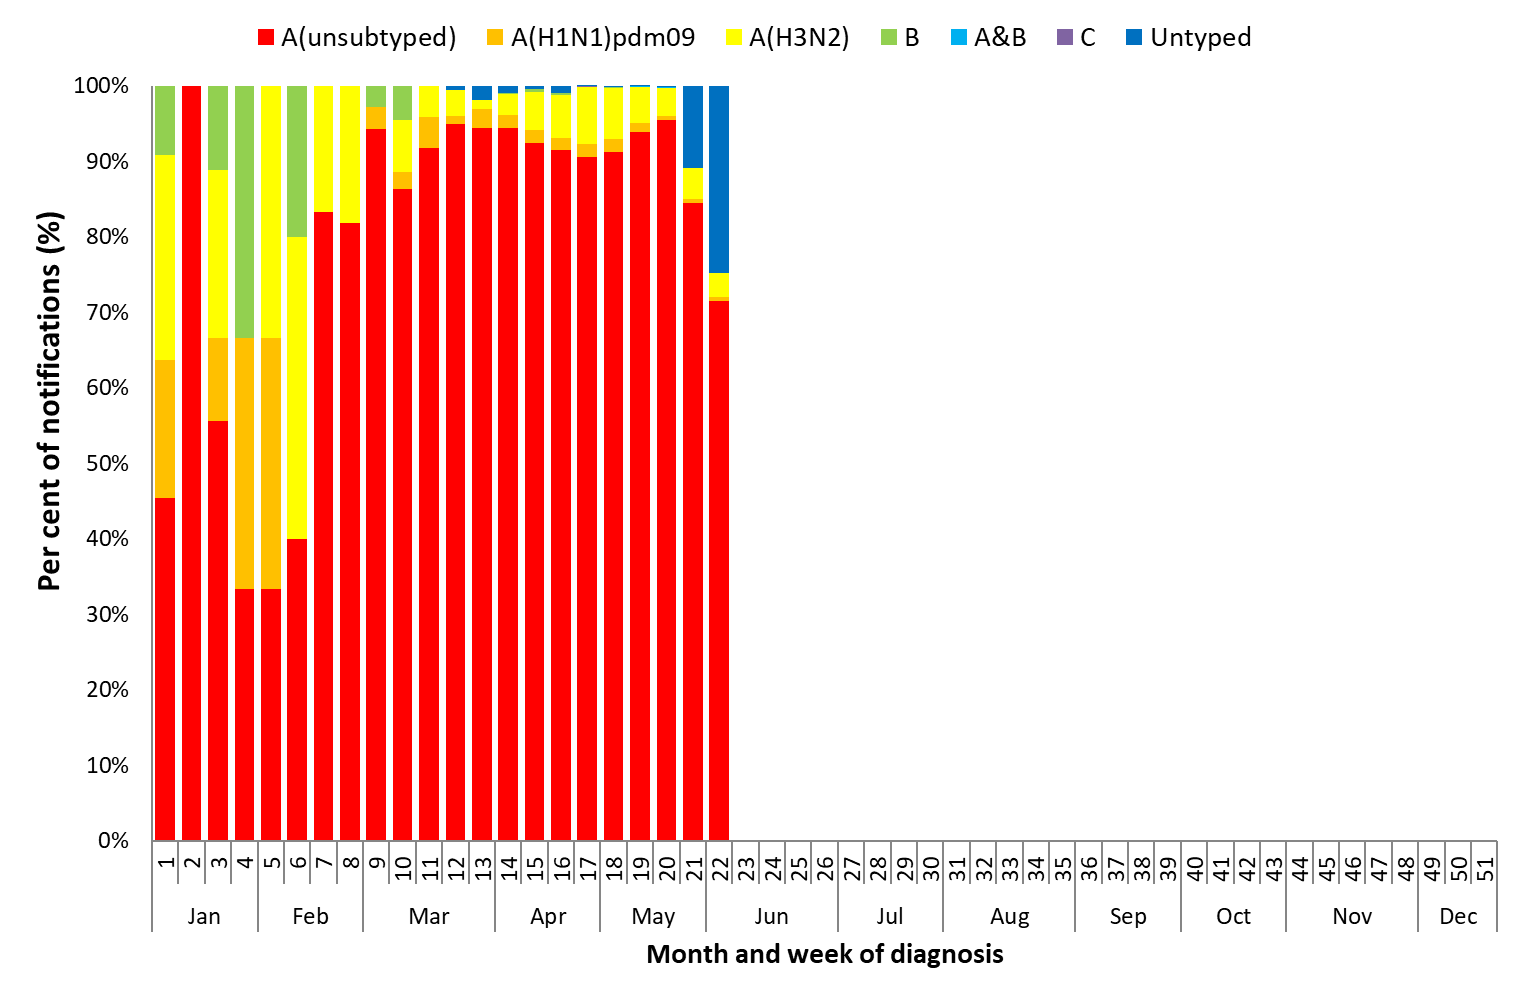 A(unsubtyped) A(H1N1)pdm09 A(H3N2) B A&B C Untyped
Per cent of notifications (%)
100%
90%
80%
70%
60%
50%
40%
30%
20%
10%
0%
1 2 3 4 5 6 7 8 9 10 11 12 13 14 15 16 17 18 19 20 21 22 23 24 25 26 27 28 29 30 31 32 33 34 35 36 37 38 39 40 41 42 43 44 45 46 47 48 49 50 51
Jan Feb Mar Apr May Jun Jul Aug Sep Oct Nov Dec
Month and week of diagnosis